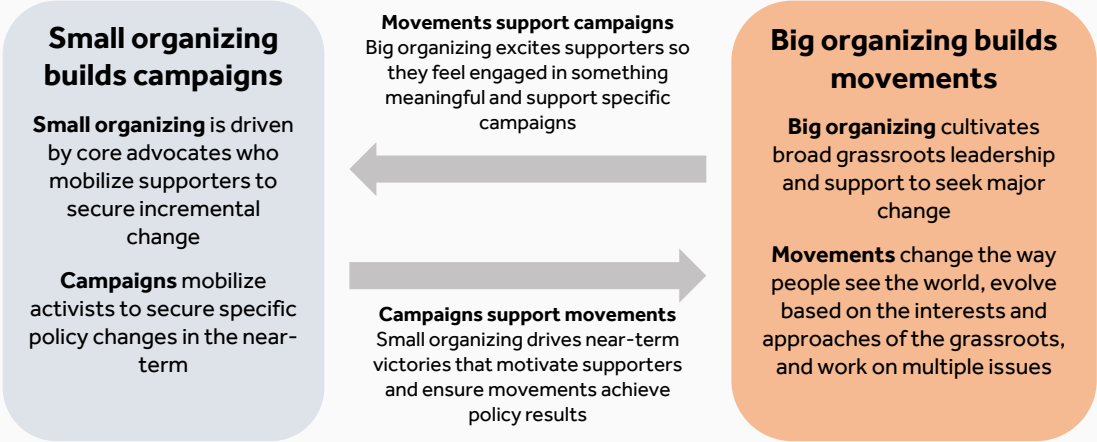 Small organizing
builds campaigns
Small organizing is driven
by core advocates who
mobilize supporters to
secure incremental
change
Campaigns mobilize
activists to secure specific
policy changes in the near-
term
Movements support campaigns
Big organizing excites supporters so
they feel engaged in something
meaningful and support specific
campaigns
Campaigns support movements
Small organizing drives near-term
victories that motivate supporters
and ensure movements achieve
policy results
Big organizing builds
movements
Big organizing cultivates
broad grassroots leadership
and support to seek major
change
Movements change the way
people see the world, evolve
based on the interests and
approaches of the grassroots,
and work on multiple issues